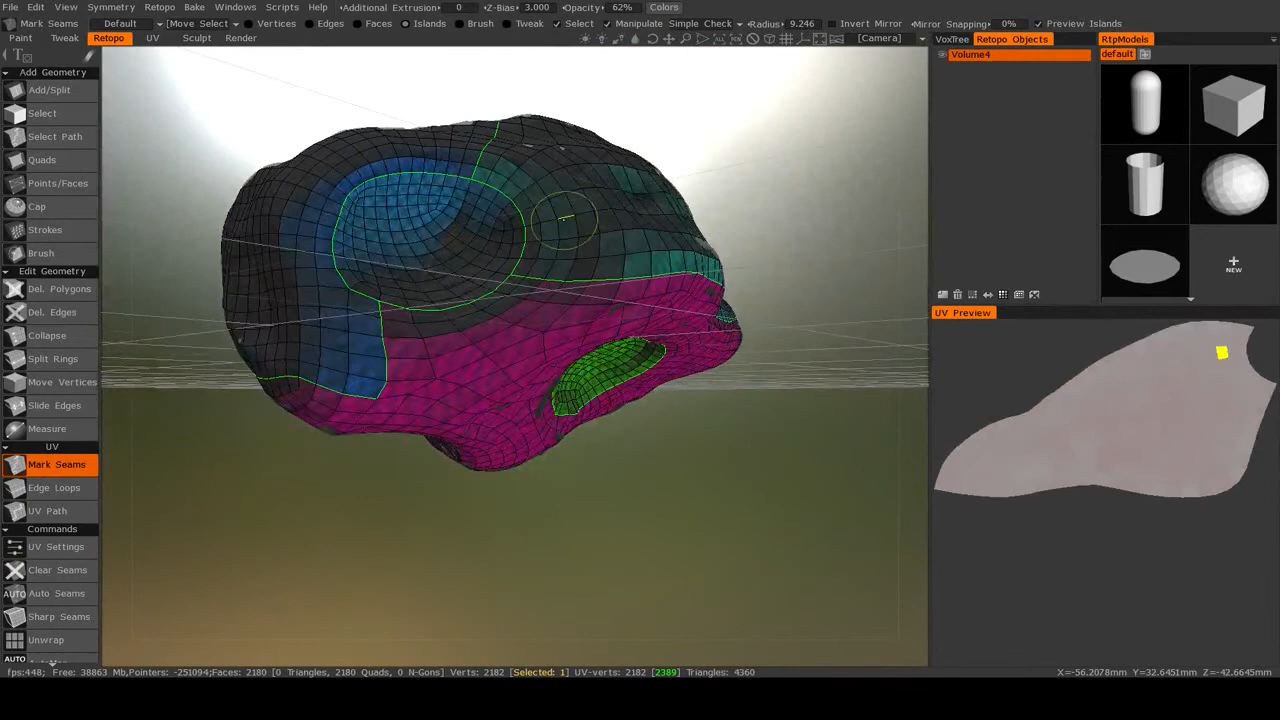 File Edit View Symmetry Retopo Bake Windows Scripts Help Additional Extrusion 0 Z-Bias 3.000 Opacity 62% Colors
Mark Seams Default [Move Select] Vertices Edges Faces Islands Brush Tweak Select Manipulate Simple Check Radius 9.246 Invert Mirror Mirror Snapping 0% Preview Islands
Paint Tweak Retopo UV Sculpt Render [Camera] VoxTree Retopo Objects RtpModels
Volume4 default
Add Geometry
Add/Split
Select
Select Path
Quads
Points/Faces
Cap
Strokes
Brush
NEW
Edit Geometry
Del. Polygons
Del. Edges
UV Preview
Collapse
Split Rings
Move Vertices
Slide Edges
Measure
UV
Mark Seams
Edge Loops
UV Path
Commands
UV Settings
Clear Seams
AUTO Auto Seams
Sharp Seams
Unwrap
AUTO
fps:448; Free: 38863 Mb,Pointers: -251094;Faces: 2180 [0 Triangles, 2180 Quads, 0 N-Gons] Verts: 2182 [Selected: 1] UV-verts: 2182 [2389] Triangles: 4360 X=-56.2078mm Y=32.6451mm Z=-42.6645mm